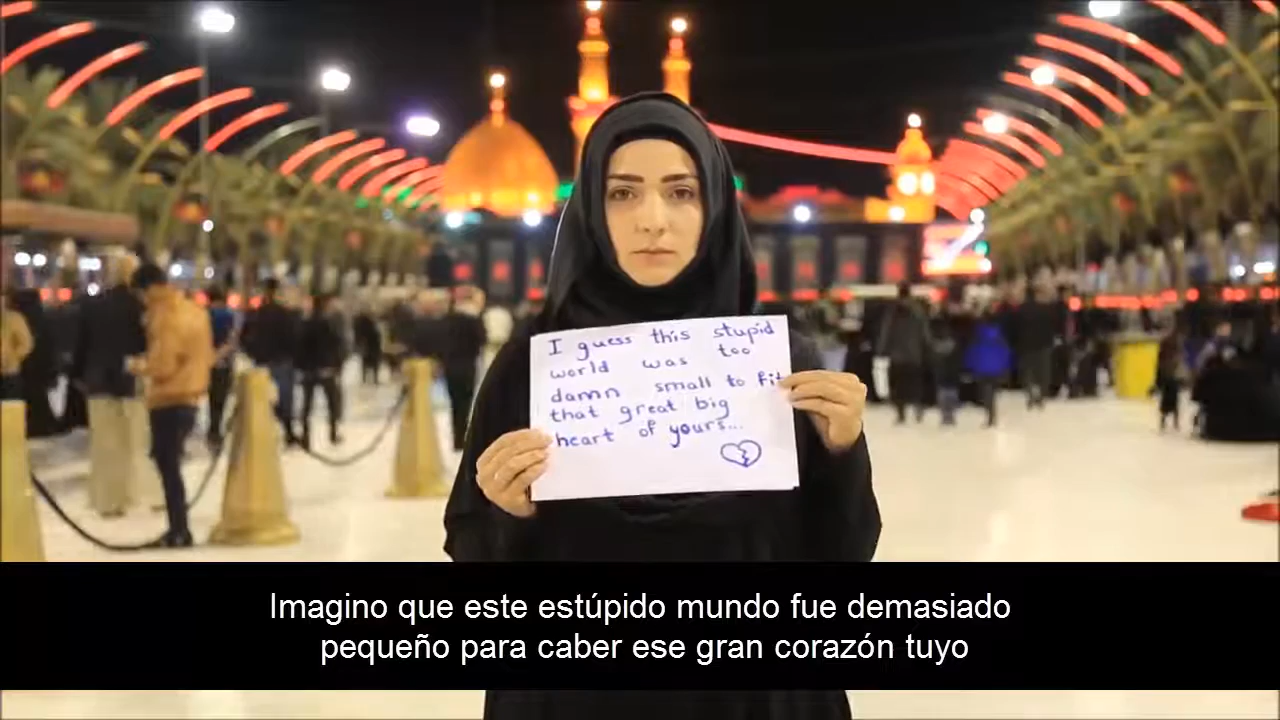 I guess this stupid
world was too
damn small to fit
that great big
heart of yours...
Imagino que este estúpido mundo fue demasiado
pequeño para caber ese gran corazón tuyo